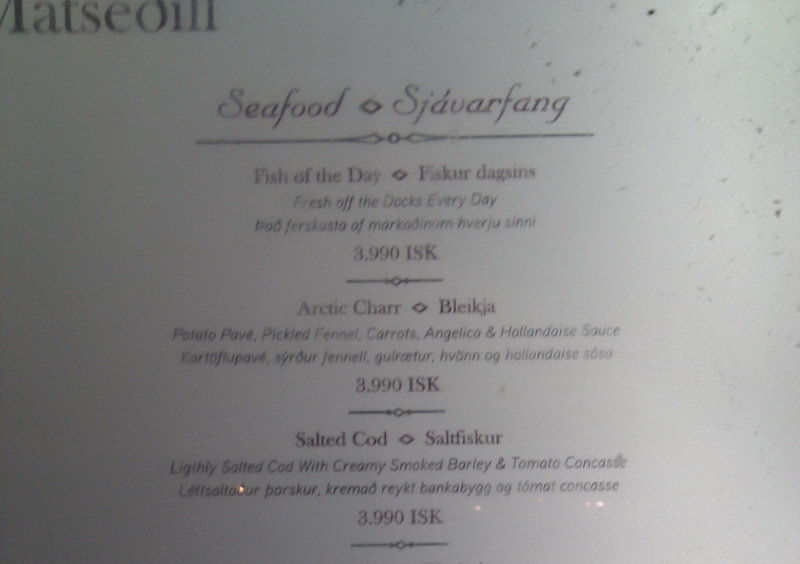 Matseðill
Seafood Sjávarfang
Fish of the Day Fiskur dagsins
Fresh off the Docks Every Day
Það ferskasta af markaðinum hverju sinni
3.990 ISK
Arctic Charr Bleikja
Potato Pavé, Pickled Fennel, Carrots, Angelica & Hollandaise Sauce
Kartöflupavé, sýrður fennell, gulrætur, hvönn og hollandaise sósa
3.990 ISK
Salted Cod Saltfiskur
Ligthly Salted Cod With Creamy Smoked Barley & Tomato Concasse
Léttsaltaður þorskur, kremað reykt bankabygg og tómat concasse
3.990 ISK